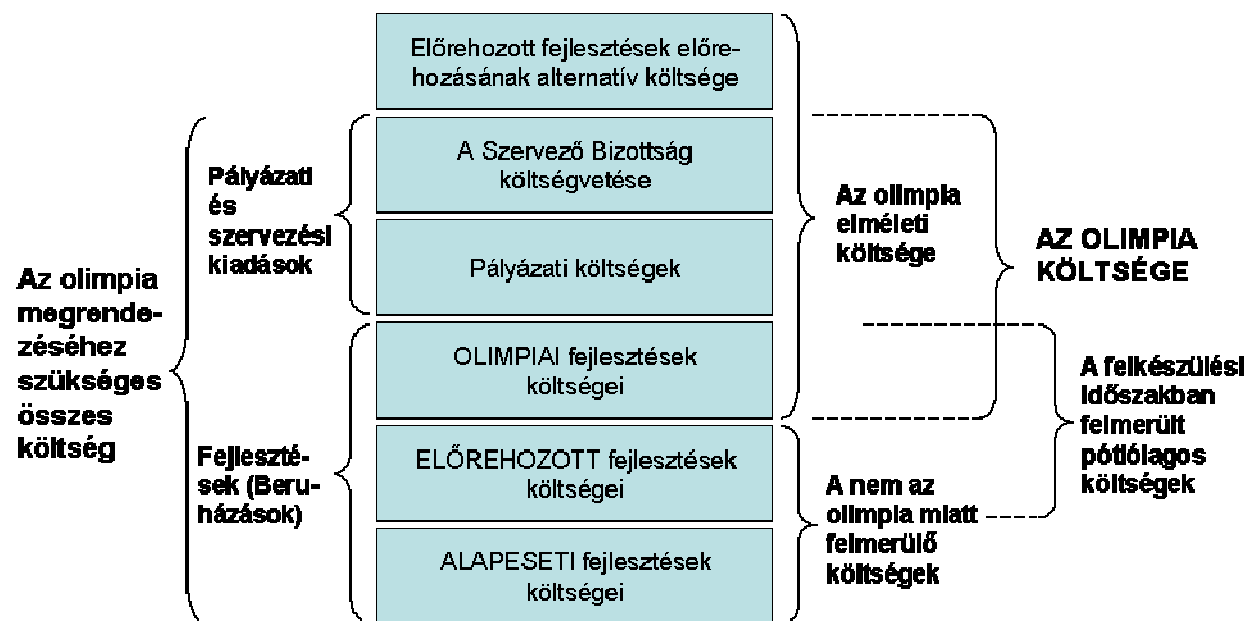 Előrehozott fejlesztések előre-
hozásának alternatív költsége
A Szervező Bizottság
költségvetése
Pályázati költségek
OLIMPIAI fejlesztések
költségei
ELŐREHOZOTT fejlesztések
költségei
ALAPESETI fejlesztések
költségei
Az olimpia
megrende-
zéséhez
szükséges
összes
költség
Pályázati
és
szervezési
kiadások
Fejleszté-
sek (Beru-
házások)
Az olimpia
elméleti
költsége
A nem az
olimpia miatt
felmerülő
költségek
AZ OLIMPIA
KÖLTSÉGE
A felkészülési
időszakban
felmerült
pótlólagos
költségek